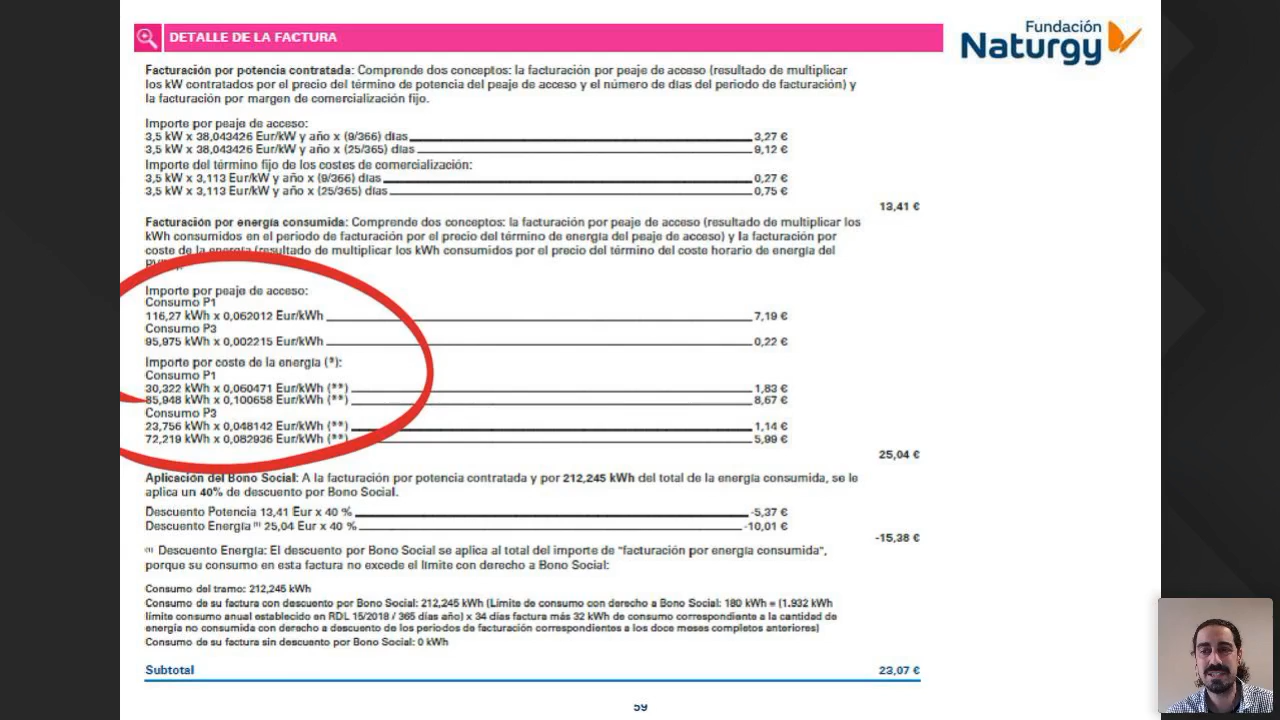 DETALLE DE LA FACTURA
Fundación
Naturgy
Facturación por potencia contratada: Comprende dos conceptos: la facturación por peaje de acceso (resultado de multiplicar
los kW contratados por el precio del término de potencia del peaje de acceso y el número de días del periodo de facturación) y
la facturación por margen de comercialización fijo.
Importe por peaje de acceso:
3,5 kW x 38,043426 Eur/kW y año x (9/366) días 3,27 €
3,5 kW x 38,043426 Eur/kW y año x (25/365) días 9,12 €
Importe del término fijo de los costes de comercialización:
3,5 kW x 3,113 Eur/kW y año x (9/366) días 0,27 €
3,5 kW x 3,113 Eur/kW y año x (25/365) días 0,75 €
13,41 €
Facturación por energía consumida: Comprende dos conceptos: la facturación por peaje de acceso (resultado de multiplicar los
kWh consumidos en el periodo de facturación por el precio del término de energía del peaje de acceso) y la facturación por
coste de la energía (resultado de multiplicar los kWh consumidos por el precio del término del coste horario de energía del
Importe por peaje de acceso:
Consumo P1
116,27 kWh x 0,062012 Eur/kWh 7,19 €
Consumo P3
95,975 kWh x 0,002215 Eur/kWh 0,22 €
Importe por coste de la energía (*):
Consumo P1
30,322 kWh x 0,060471 Eur/kWh (**) 1,83 €
85,948 kWh x 0,100658 Eur/kWh (**) 8,67 €
Consumo P3
23,756 kWh x 0,048142 Eur/kWh (**) 1,14 €
72,219 kWh x 0,082936 Eur/kWh (**) 5,99 €
25,04 €
Aplicación del Bono Social: A la facturación por potencia contratada y por 212,245 kWh del total de la energía consumida, se le
aplica un 40% de descuento por Bono Social.
Descuento Potencia 13,41 Eur x 40 % -5,37 €
Descuento Energía (1) 25,04 Eur x 40 % -10,01 €
-15,38 €
(1) Descuento Energía: El descuento por Bono Social se aplica al total del importe de "facturación por energía consumida",
porque su consumo en esta factura no excede el límite con derecho a Bono Social:
Consumo del tramo: 212,245 kWh
Consumo de su factura con descuento por Bono Social: 212,245 kWh (Límite de consumo con derecho a Bono Social: 180 kWh = (1.932 kWh
límite consumo anual establecido en RDL 15/2018 / 365 días año) x 34 días factura más 32 kWh de consumo correspondiente a la cantidad de
energía no consumida con derecho a descuento de los periodos de facturación correspondientes a los doce meses completos anteriores)
Consumo de su factura sin descuento por Bono Social: 0 kWh
Subtotal 23,07 €
59